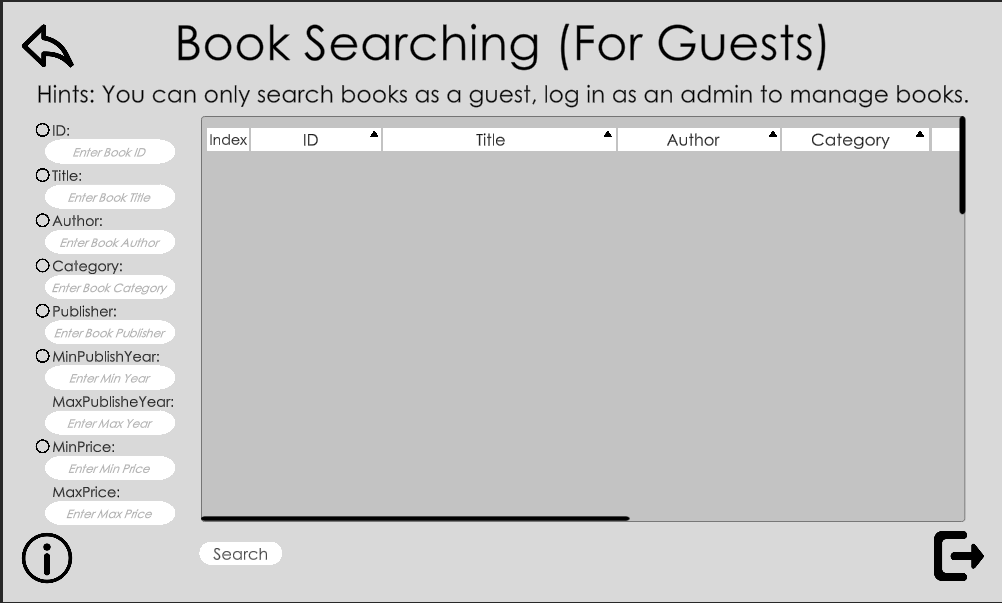 Book Searching (For Guests)
Hints: You can only search books as a guest, log in as an admin to manage books.
ID:
Enter Book ID
Title:
Enter Book Title
Author:
Enter Book Author
Category:
Enter Book Category
Publisher:
Enter Book Publisher
MinPublishYear:
Enter Min Year
MaxPublisheYear:
Enter Max Year
MinPrice:
Enter Min Price
MaxPrice:
Enter Max Price
Index ID Title Author Category
Search